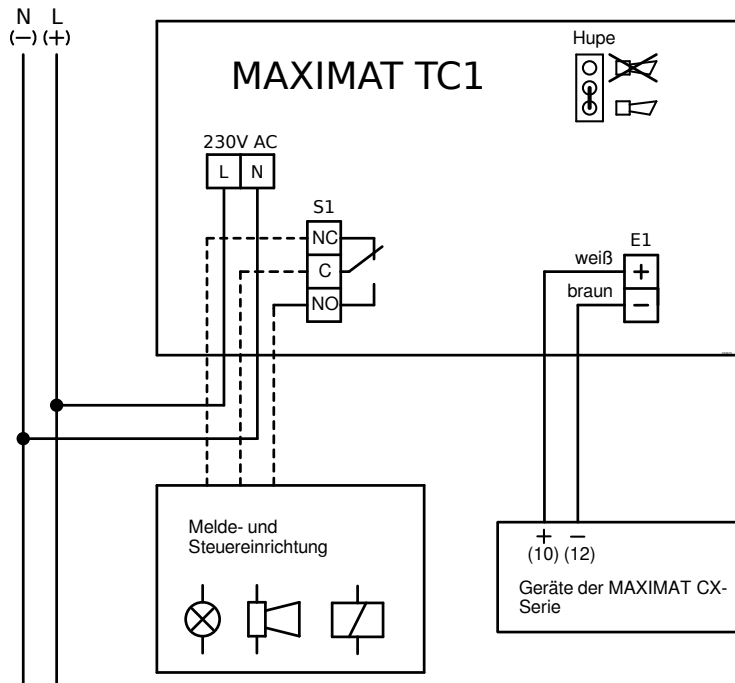 N L
(−) (+)
MAXIMAT TC1
Hupe
230V AC
L N
S1
NC
C
NO
E1
weiß +
braun −
Melde- und
Steuereinrichtung
+ −
(10) (12)
Geräte der MAXIMAT CX-
Serie